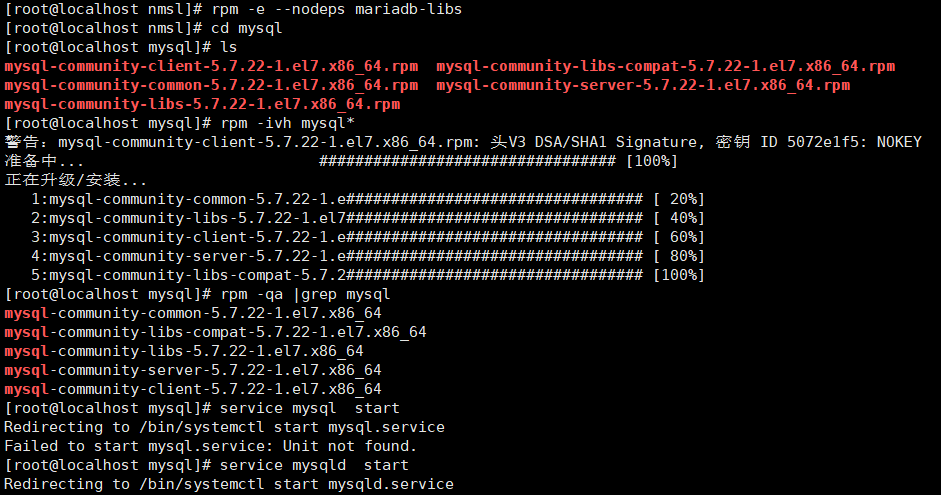 [root@localhost nmsl]# rpm -e --nodeps mariadb-libs
[root@localhost nmsl]# cd mysql
[root@localhost mysql]# ls
mysql-community-client-5.7.22-1.el7.x86_64.rpm  mysql-community-libs-compat-5.7.22-1.el7.x86_64.rpm
mysql-community-common-5.7.22-1.el7.x86_64.rpm  mysql-community-server-5.7.22-1.el7.x86_64.rpm
mysql-community-libs-5.7.22-1.el7.x86_64.rpm
[root@localhost mysql]# rpm -ivh mysql*
警告：mysql-community-client-5.7.22-1.el7.x86_64.rpm: 头V3 DSA/SHA1 Signature, 密钥 ID 5072e1f5: NOKEY
准备中...                          ################################# [100%]
正在升级/安装...
   1:mysql-community-common-5.7.22-1.e################################# [ 20%]
   2:mysql-community-libs-5.7.22-1.el7################################# [ 40%]
   3:mysql-community-client-5.7.22-1.e################################# [ 60%]
   4:mysql-community-server-5.7.22-1.e################################# [ 80%]
   5:mysql-community-libs-compat-5.7.2################################# [100%]
[root@localhost mysql]# rpm -qa |grep mysql
mysql-community-common-5.7.22-1.el7.x86_64
mysql-community-libs-compat-5.7.22-1.el7.x86_64
mysql-community-libs-5.7.22-1.el7.x86_64
mysql-community-server-5.7.22-1.el7.x86_64
mysql-community-client-5.7.22-1.el7.x86_64
[root@localhost mysql]# service mysql  start
Redirecting to /bin/systemctl start mysql.service
Failed to start mysql.service: Unit not found.
[root@localhost mysql]# service mysqld  start
Redirecting to /bin/systemctl start mysqld.service